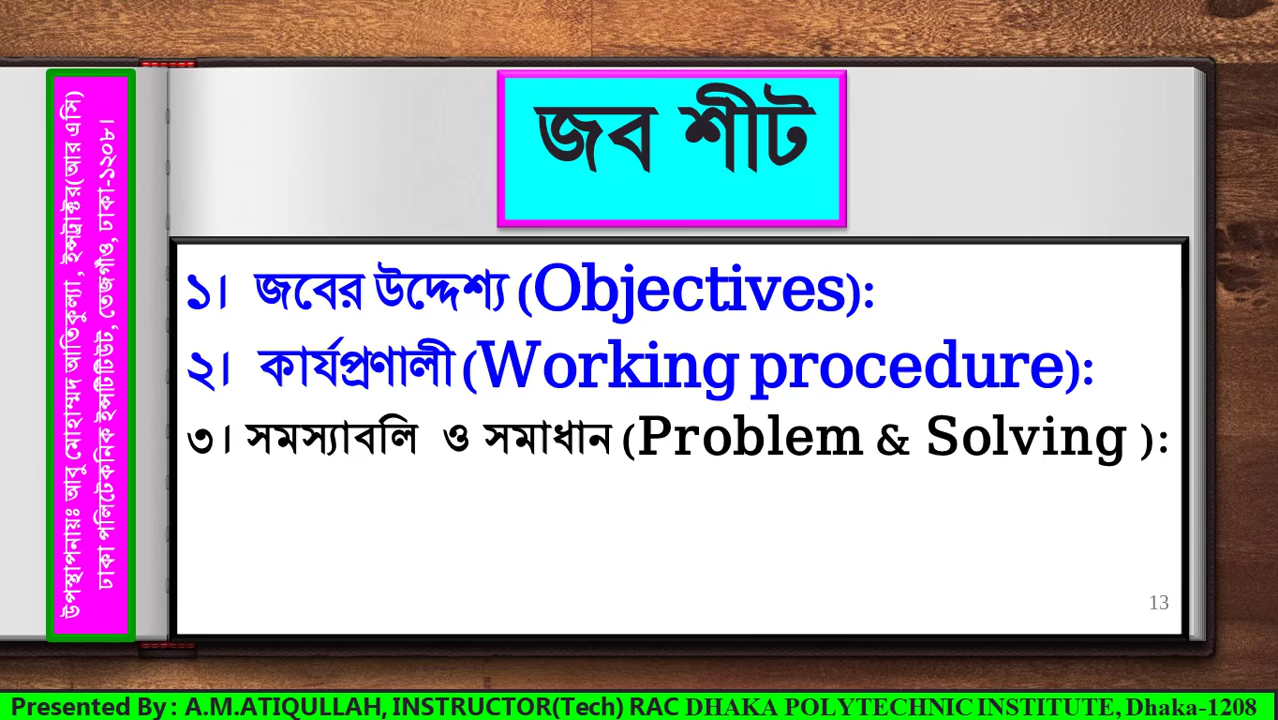 জব শীট
১। জবের উদ্দেশ্য (Objectives):
২। কার্যপ্রণালী (Working procedure):
৩। সমস্যাবলি ও সমাধান (Problem & Solving ):
13
উপস্থাপনায়ঃ আবু মোহাম্মদ আতিকুল্যা, ইন্সট্রাক্টর(আর এসি)
ঢাকা পলিটেকনিক ইন্সটিটিউট, তেজগাঁও, ঢাকা-১২০৮।
Presented By : A.M.ATIQULLAH, INSTRUCTOR(Tech) RAC DHAKA POLYTECHNIC INSTITUTE, Dhaka-1208